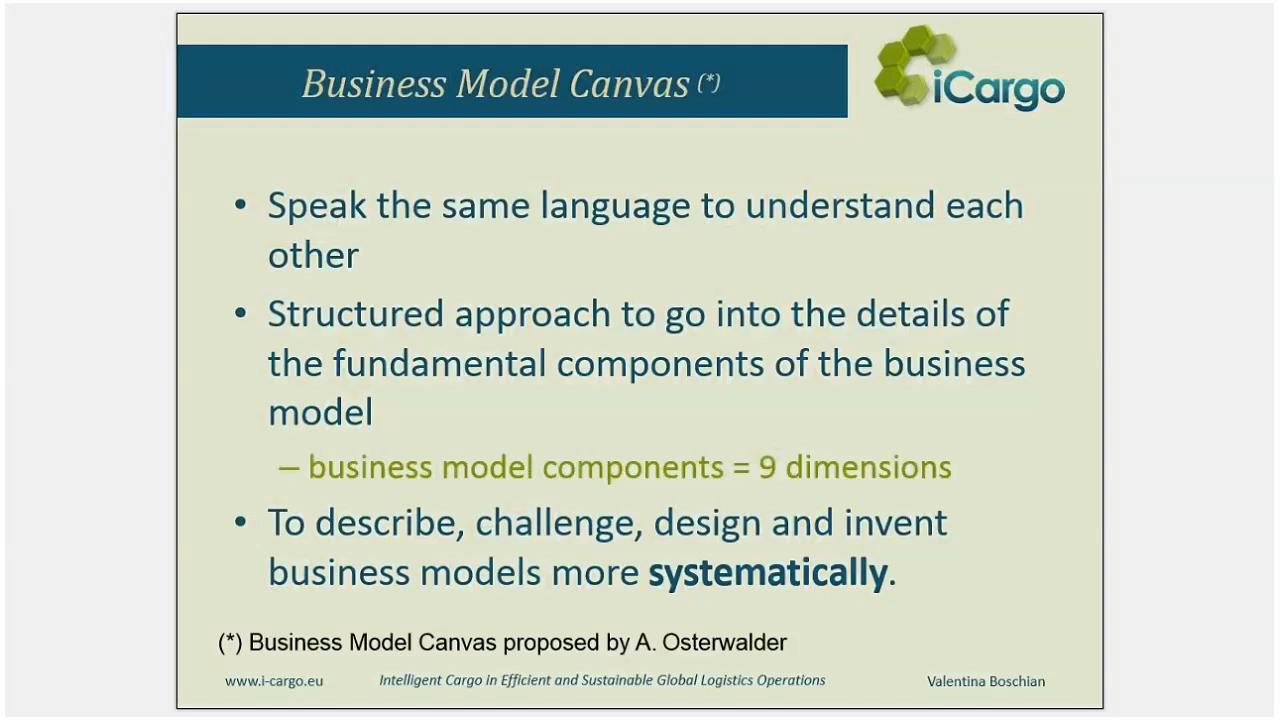 Business Model Canvas (*)
iCargo
• Speak the same language to understand each
other
• Structured approach to go into the details of
the fundamental components of the business
model
– business model components = 9 dimensions
• To describe, challenge, design and invent
business models more systematically.
(*) Business Model Canvas proposed by A. Osterwalder
www.i-cargo.eu Intelligent Cargo in Efficient and Sustainable Global Logistics Operations Valentina Boschian